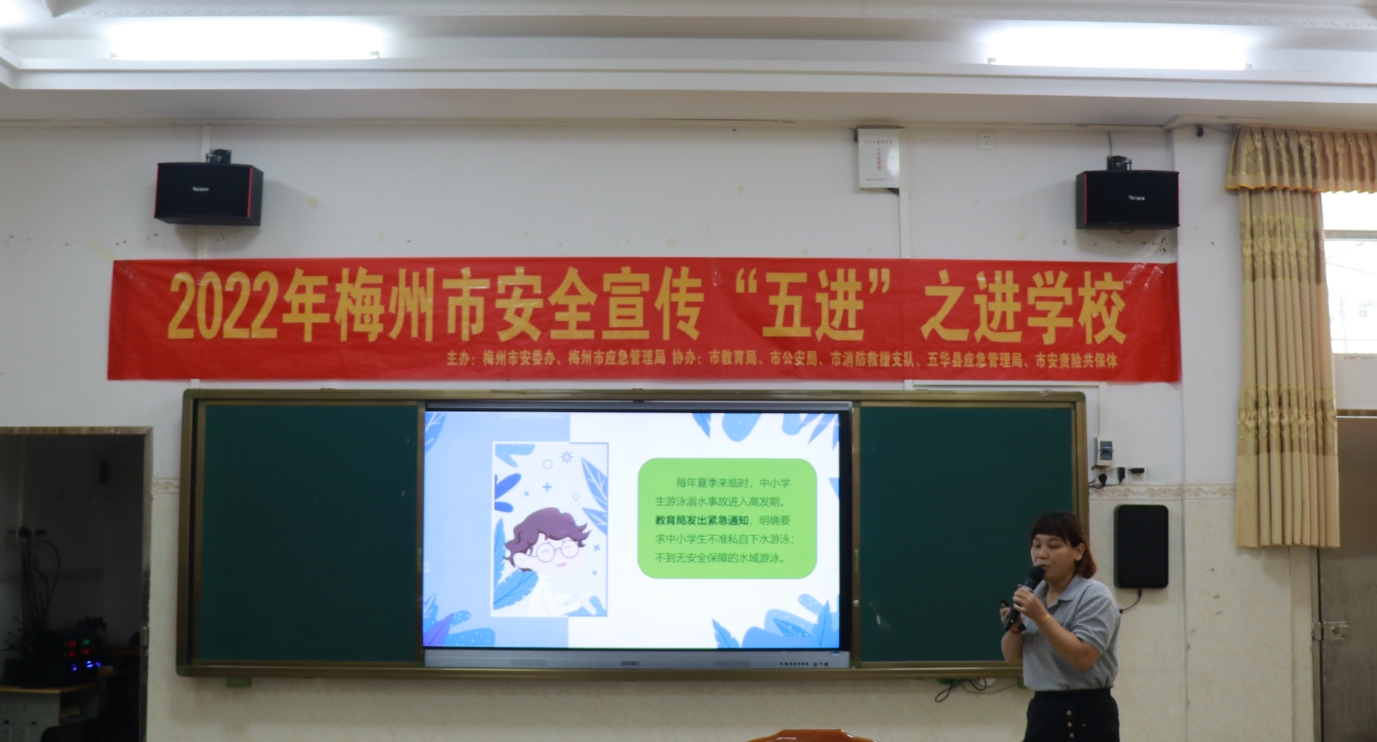 2022年梅州市安全宣传“五进”之进学校
主办：梅州市安委办、梅州市应急管理局 协办：市教育局、市公安局、市消防救援支队、五华县应急管理局、市安责险共保体
每年夏季来临时，中小学
生游泳溺水事故进入高发期。
教育局发出紧急通知，明确要
求中小学生不准私自下水游泳；
不到无安全保障的水域游泳。